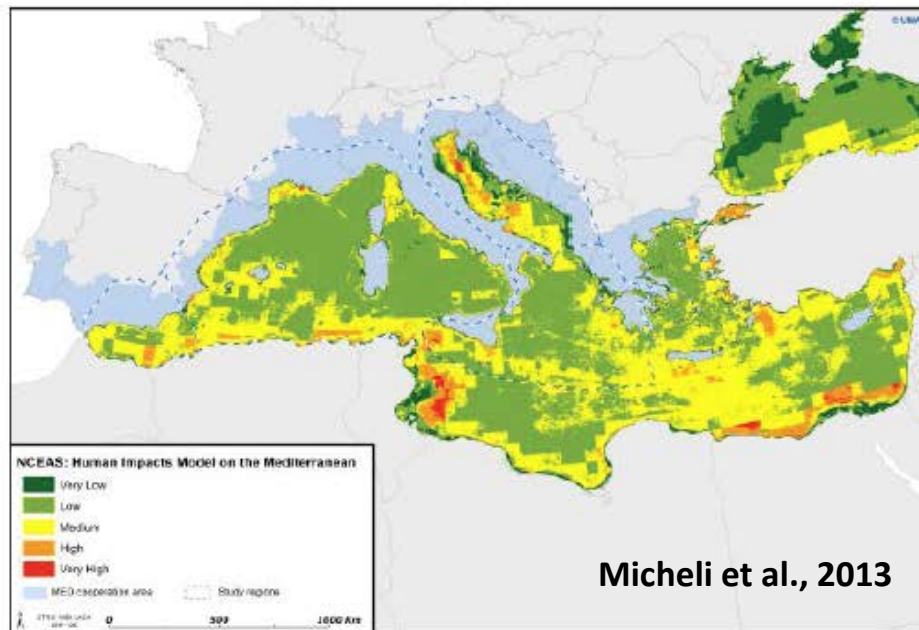 NCEAS: Human Impacts Model on the Mediterranean
Very Low
Low
Medium
High
Very High
MED cooperation area
Study regions
0 500 1000 Km
Micheli et al., 2013